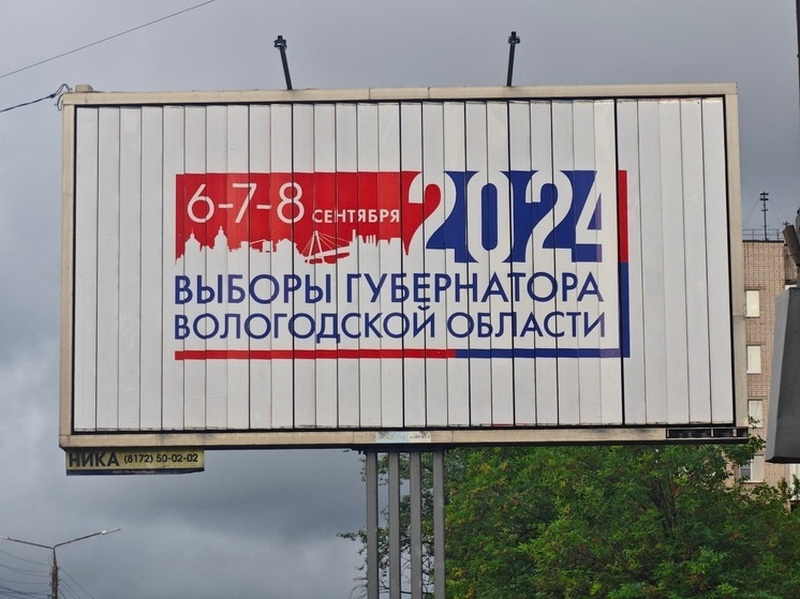 6-7-8 СЕНТЯБРЯ 2024
ВЫБОРЫ ГУБЕРНАТОРА
ВОЛОГОДСКОЙ ОБЛАСТИ
НИКА (8172) 50-02-02